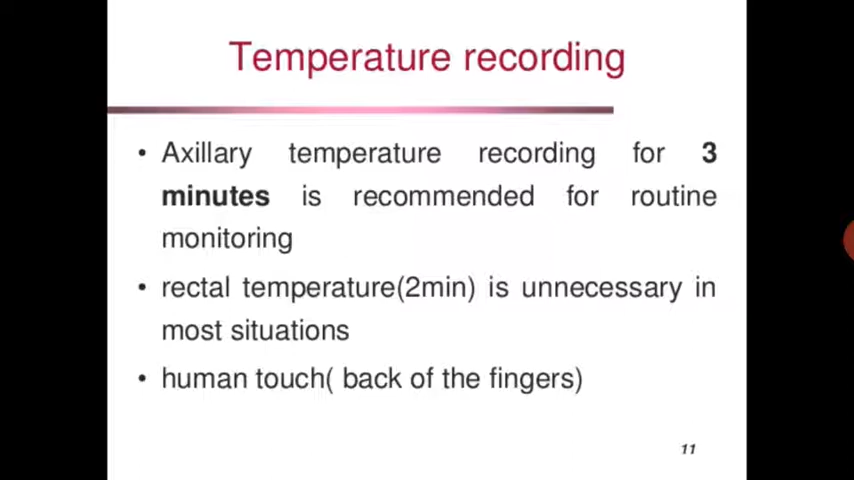 Temperature recording
• Axillary temperature recording for 3
minutes is recommended for routine
monitoring
• rectal temperature(2min) is unnecessary in
most situations
• human touch( back of the fingers)
11